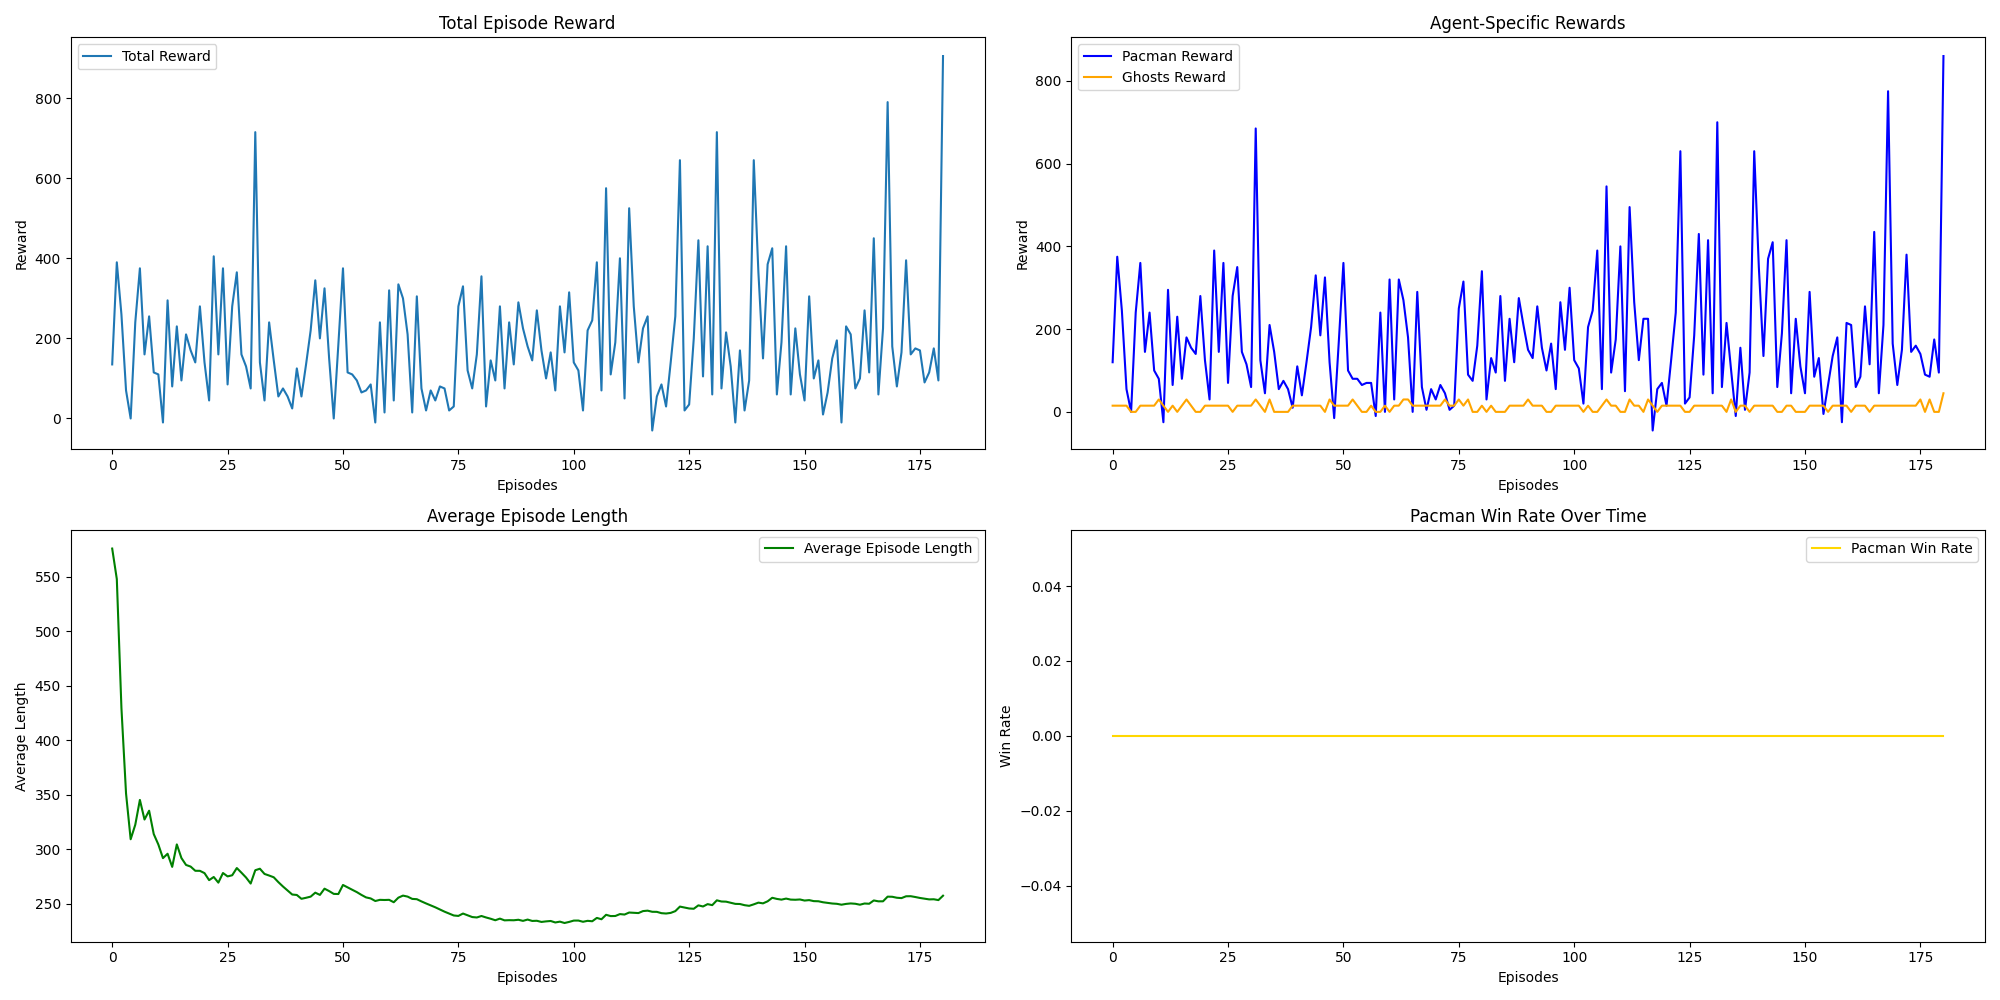 Total Episode Reward
Total Reward
800
600
400
200
0
Reward
0 25 50 75 100 125 150 175
Episodes
Agent-Specific Rewards
Pacman Reward
Ghosts Reward
800
600
400
200
0
Reward
0 25 50 75 100 125 150 175
Episodes
Average Episode Length
Average Episode Length
550
500
450
400
350
300
250
Average Length
0 25 50 75 100 125 150 175
Episodes
Pacman Win Rate Over Time
Pacman Win Rate
0.04
0.02
0.00
−0.02
−0.04
Win Rate
0 25 50 75 100 125 150 175
Episodes